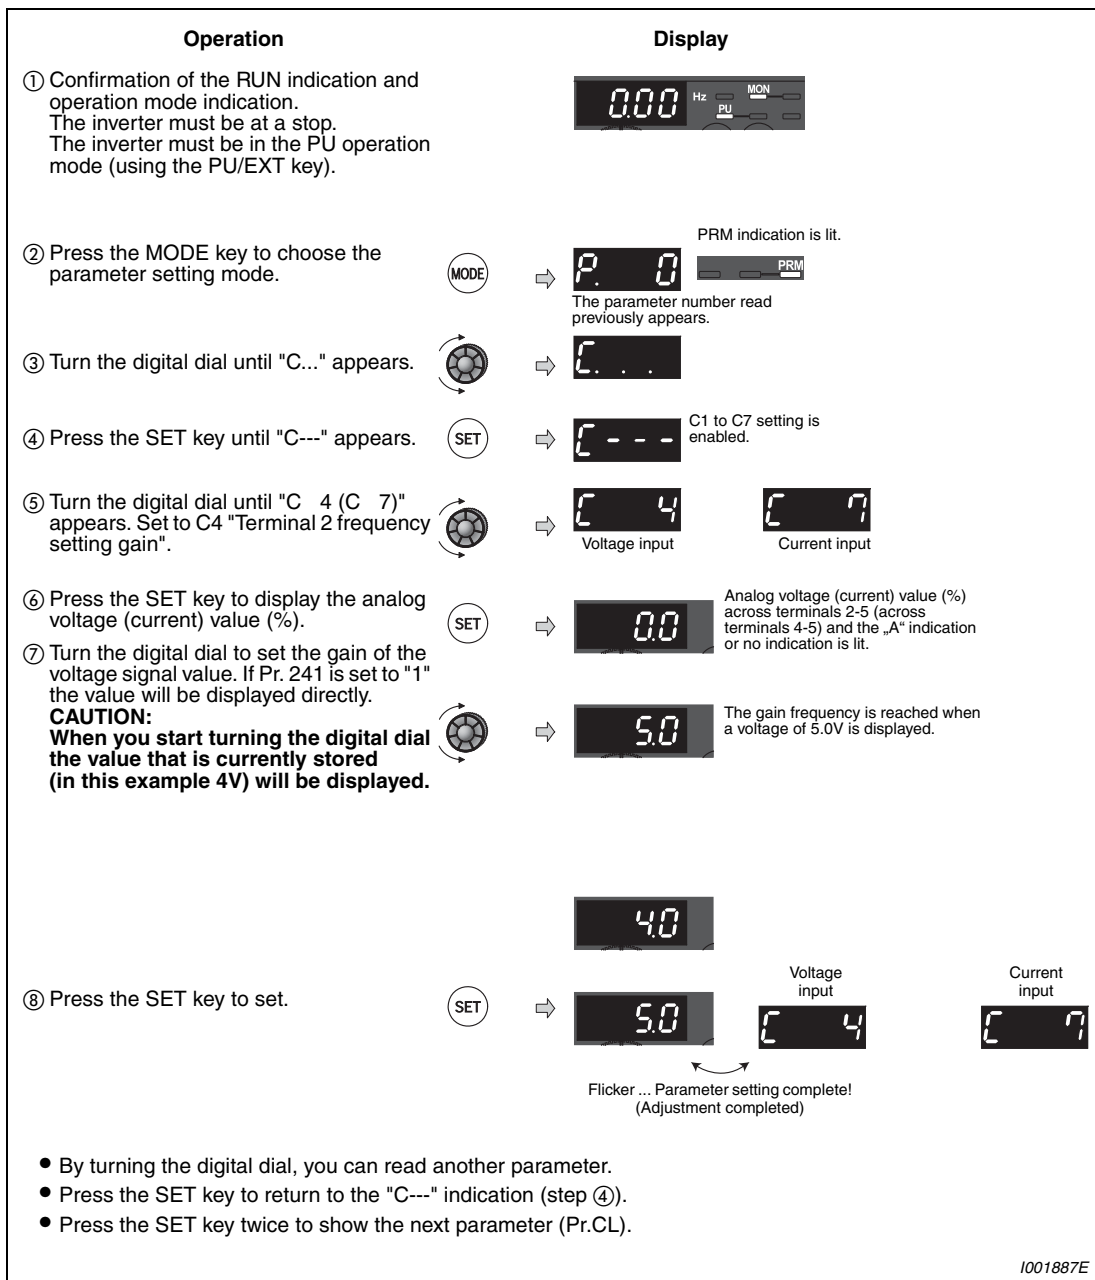 Operation
Display
① Confirmation of the RUN indication and
operation mode indication.
The inverter must be at a stop.
The inverter must be in the PU operation
mode (using the PU/EXT key).
0.00 Hz MON
PU
② Press the MODE key to choose the
parameter setting mode.
MODE
P. 0
PRM indication is lit.
PRM
The parameter number read
previously appears.
③ Turn the digital dial until "C..." appears.
C. . .
④ Press the SET key until "C---" appears.
SET
C - - -
C1 to C7 setting is
enabled.
⑤ Turn the digital dial until "C 4 (C 7)"
appears. Set to C4 "Terminal 2 frequency
setting gain".
C 4
Voltage input
C 7
Current input
⑥ Press the SET key to display the analog
voltage (current) value (%).
SET
0.0
Analog voltage (current) value (%)
across terminals 2-5 (across
terminals 4-5) and the „A“ indication
or no indication is lit.
⑦ Turn the digital dial to set the gain of the
voltage signal value. If Pr. 241 is set to "1"
the value will be displayed directly.
CAUTION:
When you start turning the digital dial
the value that is currently stored
(in this example 4V) will be displayed.
5.0
The gain frequency is reached when
a voltage of 5.0V is displayed.
4.0
⑧ Press the SET key to set.
SET
5.0
Voltage
input
C 4
Current
input
C 7
Flicker ... Parameter setting complete!
(Adjustment completed)
● By turning the digital dial, you can read another parameter.
● Press the SET key to return to the "C---" indication (step ④).
● Press the SET key twice to show the next parameter (Pr.CL).
I001887E